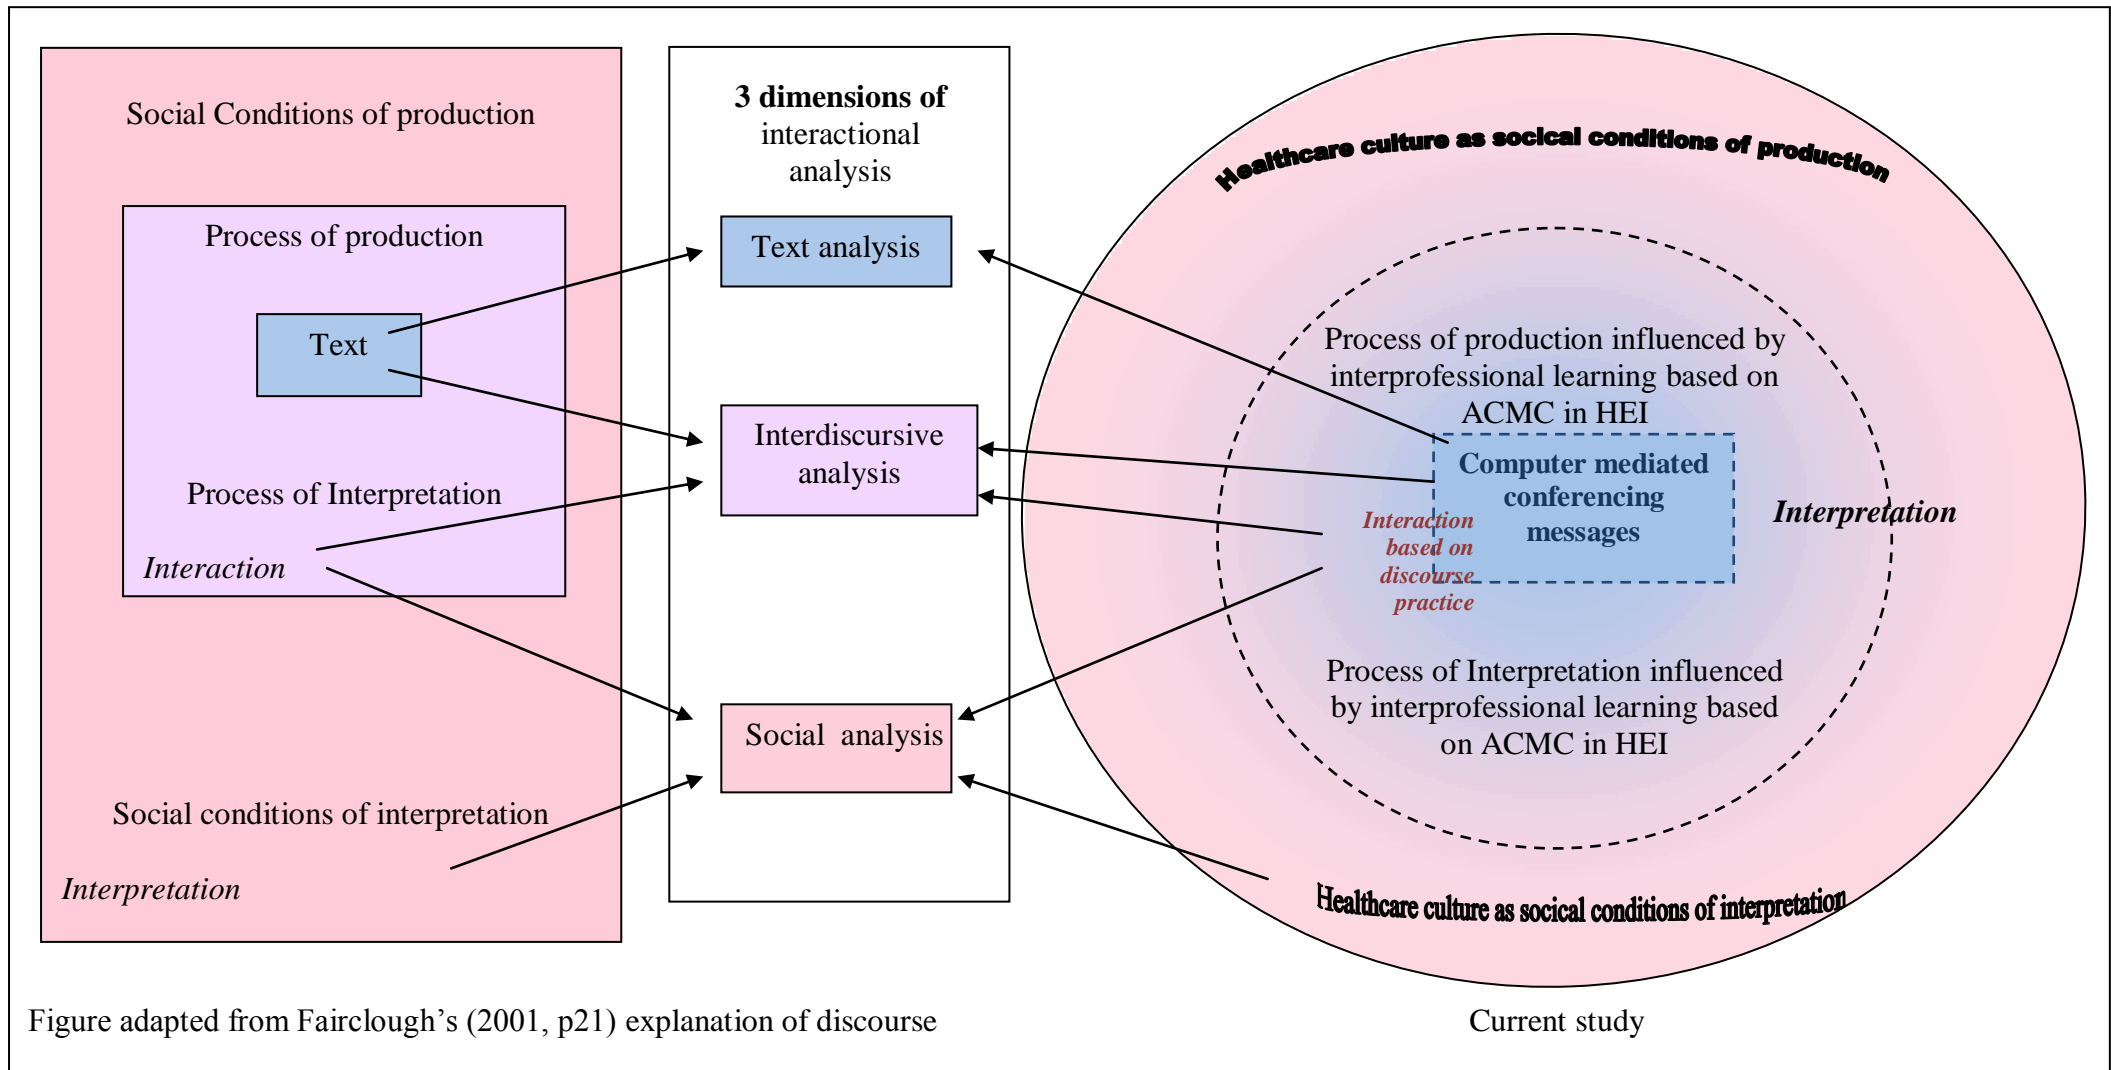 Social Conditions of production
Process of production
Text
Process of Interpretation
Interaction
Social conditions of interpretation
Interpretation
3 dimensions of
interactional
analysis
Text analysis
Interdiscursive
analysis
Social analysis
Healthcare culture as socical conditions of production
Process of production influenced by
interprofessional learning based on
ACMC in HEI
Computer mediated
conferencing
messages
Interaction
based on
discourse
practice
Interpretation
Process of Interpretation influenced
by interprofessional learning based
on ACMC in HEI
Healthcare culture as socical conditions of interpretation
Figure adapted from Fairclough’s (2001, p21) explanation of discourse
Current study